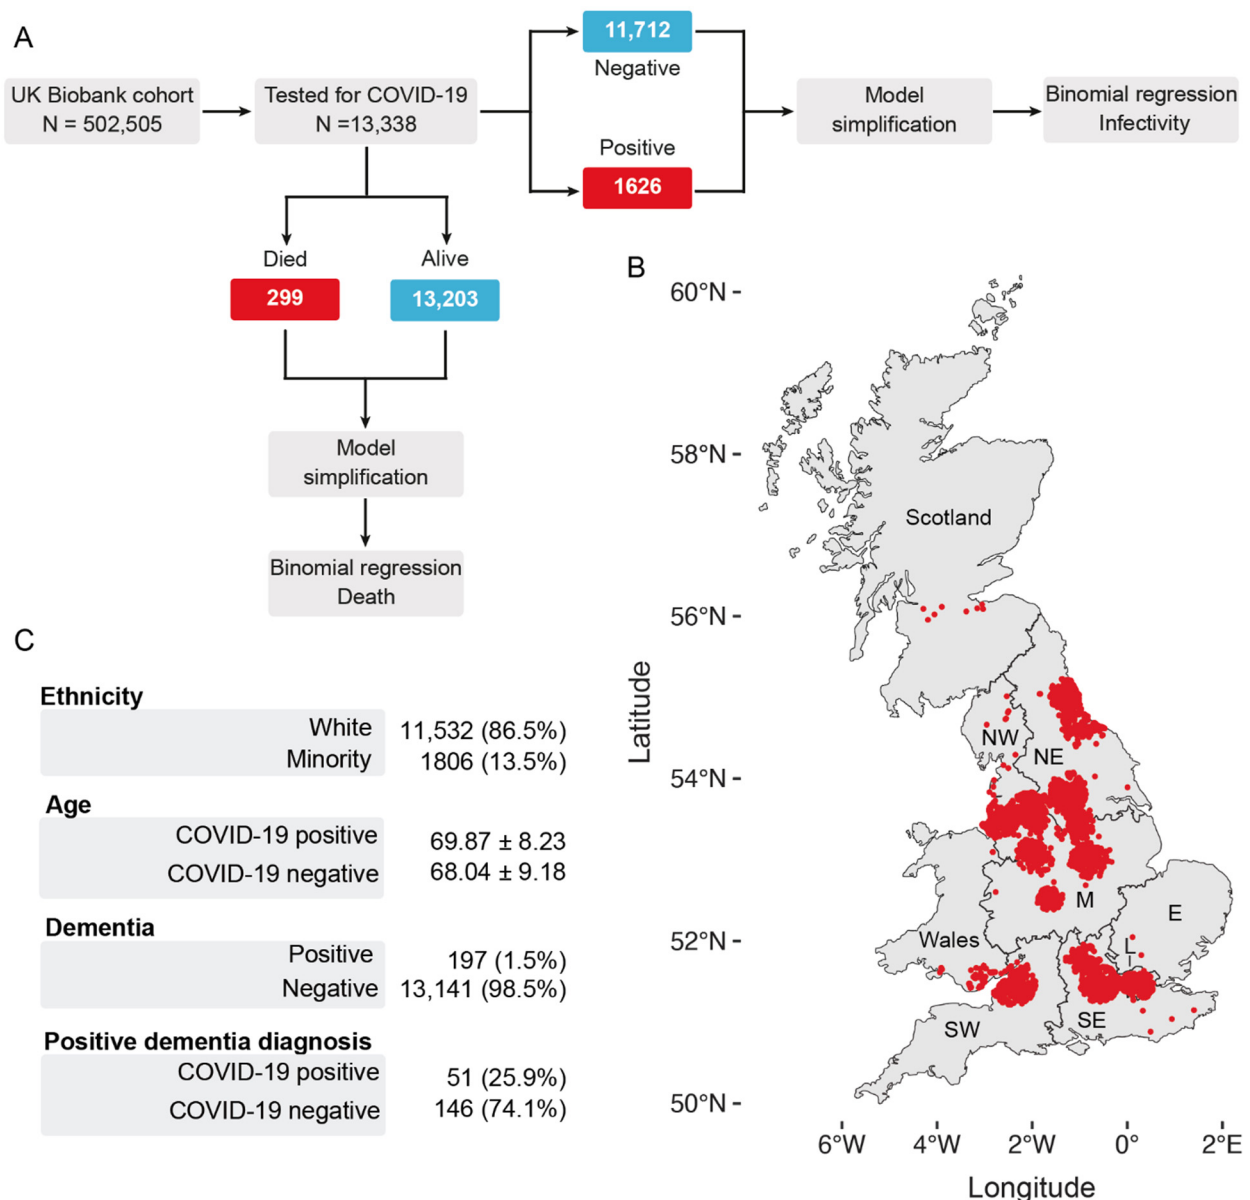 A
UK Biobank cohort
N = 502,505
Tested for COVID-19
N =13,338
11,712
Negative
Positive
1626
Model
simplification
Binomial regression
Infectivity
Died
Alive
299
13,203
Model
simplification
Binomial regression
Death
B
60°N
58°N
56°N
54°N
52°N
50°N
Latitude
Scotland
NW
NE
M
E
L
Wales
SW
SE
6°W
4°W
2°W
0°
2°E
Longitude
C
Ethnicity
White 11,532 (86.5%)
Minority 1806 (13.5%)
Age
COVID-19 positive 69.87 ± 8.23
COVID-19 negative 68.04 ± 9.18
Dementia
Positive 197 (1.5%)
Negative 13,141 (98.5%)
Positive dementia diagnosis
COVID-19 positive 51 (25.9%)
COVID-19 negative 146 (74.1%)